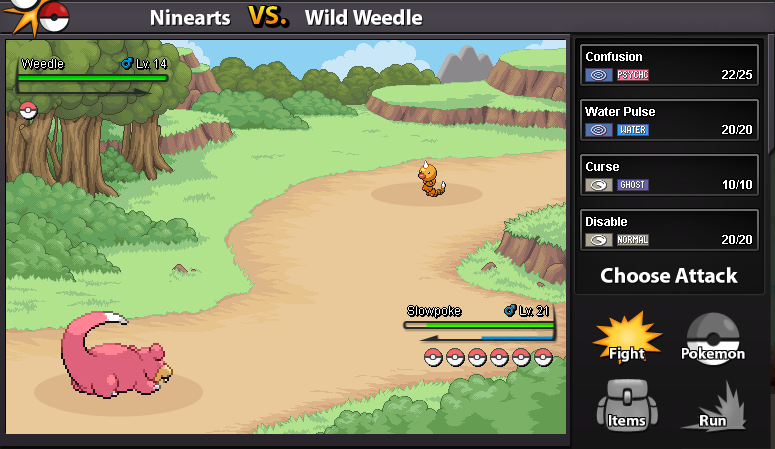 Ninearts VS. Wild Weedle
Weedle ♂ Lv. 14
Slowpoke ♂ Lv. 21
Confusion
PSYCHC 22/25
Water Pulse
WATER 20/20
Curse
GHOST 10/10
Disable
NORMAL 20/20
Choose Attack
Fight
Pokemon
Items
Run